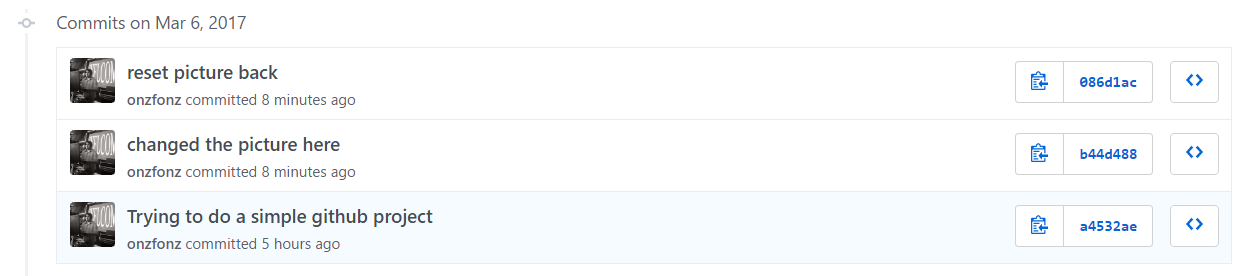 Commits on Mar 6, 2017
reset picture back
onzfonz committed 8 minutes ago
086d1ac
changed the picture here
onzfonz committed 8 minutes ago
b44d488
Trying to do a simple github project
onzfonz committed 5 hours ago
a4532ae